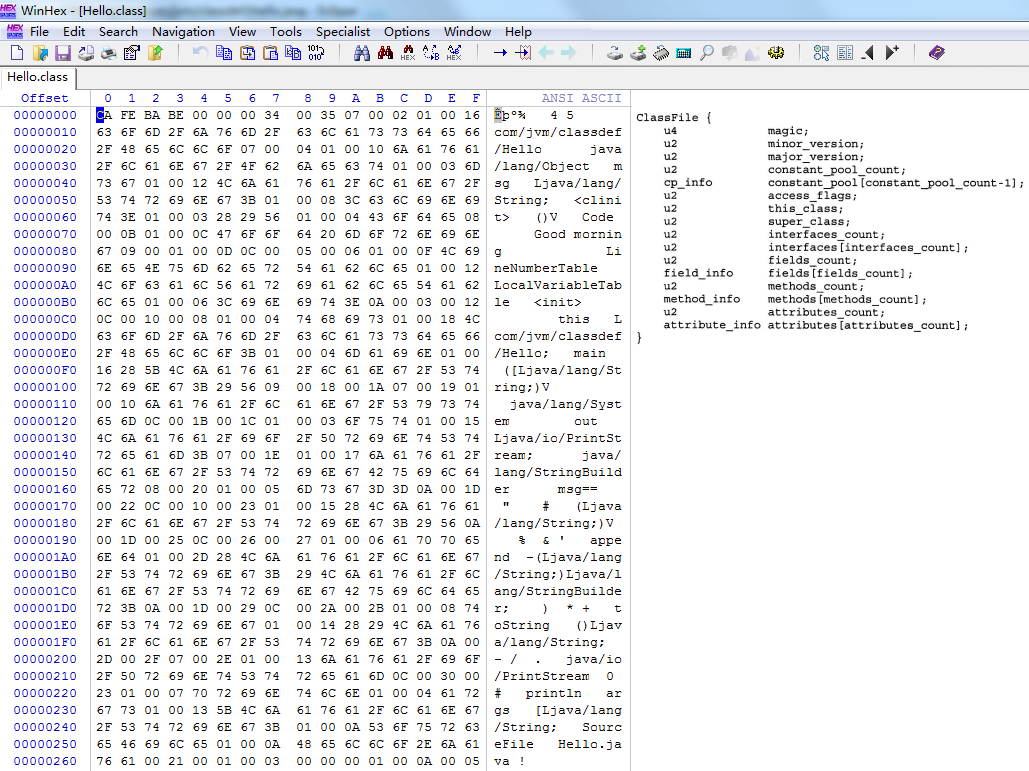 WinHex - [Hello.class]
File Edit Search Navigation View Tools Specialist Options Window Help
Hello.class
Offset 0 1 2 3 4 5 6 7 8 9 A B C D E F ANSI ASCII
00000000 CA FE BA BE 00 00 00 34 00 35 07 00 02 01 00 16 Êþº¾ 4 5
00000010 63 6F 6D 2F 6A 76 6D 2F 63 6C 61 73 73 64 65 66 com/jvm/classdef
00000020 2F 48 65 6C 6C 6F 07 00 04 01 00 10 6A 61 76 61 /Hello java
00000030 2F 6C 61 6E 67 2F 4F 62 6A 65 63 74 01 00 03 6D /lang/Object m
00000040 73 67 01 00 12 4C 6A 61 76 61 2F 6C 61 6E 67 2F sg Ljava/lang/
00000050 53 74 72 69 6E 67 3B 01 00 08 3C 63 6C 69 6E 69 String; <clini
00000060 74 3E 01 00 03 28 29 56 01 00 04 43 6F 64 65 08 t> ()V Code
00000070 00 0B 01 00 0C 47 6F 6F 64 20 6D 6F 72 6E 69 6E Good mornin
00000080 67 09 00 01 00 0D 0C 00 05 00 06 01 00 0F 4C 69 g Li
00000090 6E 65 4E 75 6D 62 65 72 54 61 62 6C 65 01 00 12 neNumberTable
000000A0 4C 6F 63 61 6C 56 61 72 69 61 62 6C 65 54 61 62 LocalVariableTab
000000B0 6C 65 01 00 06 3C 69 6E 69 74 3E 0A 00 03 00 12 le <init>
000000C0 0C 00 10 00 08 01 00 04 74 68 69 73 01 00 18 4C this L
000000D0 63 6F 6D 2F 6A 76 6D 2F 63 6C 61 73 73 64 65 66 com/jvm/classdef
000000E0 2F 48 65 6C 6C 6F 3B 01 00 04 6D 61 69 6E 01 00 /Hello; main
000000F0 16 28 5B 4C 6A 61 76 61 2F 6C 61 6E 67 2F 53 74 ([Ljava/lang/St
00000100 72 69 6E 67 3B 29 56 09 00 18 00 1A 07 00 19 01 ring;)V
00000110 00 10 6A 61 76 61 2F 6C 61 6E 67 2F 53 79 73 74 java/lang/Syst
00000120 65 6D 0C 00 1B 00 1C 01 00 03 6F 75 74 01 00 15 em out
00000130 4C 6A 61 76 61 2F 69 6F 2F 50 72 69 6E 74 53 74 Ljava/io/PrintSt
00000140 72 65 61 6D 3B 07 00 1E 01 00 17 6A 61 76 61 2F ream; java/
00000150 6C 61 6E 67 2F 53 74 72 69 6E 67 42 75 69 6C 64 lang/StringBuild
00000160 65 72 08 00 20 01 00 05 6D 73 67 3D 3D 0A 00 1D er msg==
00000170 00 22 0C 00 10 00 23 01 00 15 28 4C 6A 61 76 61 " # (Ljava
00000180 2F 6C 61 6E 67 2F 53 74 72 69 6E 67 3B 29 56 0A /lang/String;)V
00000190 00 1D 00 25 0C 00 26 00 27 01 00 06 61 70 70 65 % & ' appe
000001A0 6E 64 01 00 2D 28 4C 6A 61 76 61 2F 6C 61 6E 67 nd -(Ljava/lang
000001B0 2F 53 74 72 69 6E 67 3B 29 4C 6A 61 76 61 2F 6C /String;)Ljava/l
000001C0 61 6E 67 2F 53 74 72 69 6E 67 42 75 69 6C 64 65 ang/StringBuilde
000001D0 72 3B 0A 00 1D 00 29 0C 00 2A 00 2B 01 00 08 74 r; ) * + t
000001E0 6F 53 74 72 69 6E 67 01 00 14 28 29 4C 6A 61 76 oString ()Ljav
000001F0 61 2F 6C 61 6E 67 2F 53 74 72 69 6E 67 3B 0A 00 a/lang/String;
00000200 2D 00 2F 07 00 2E 01 00 13 6A 61 76 61 2F 69 6F - / . java/io
00000210 2F 50 72 69 6E 74 53 74 72 65 61 6D 0C 00 30 00 /PrintStream 0
00000220 23 01 00 07 70 72 69 6E 74 6C 6E 01 00 04 61 72 # println ar
00000230 67 73 01 00 13 5B 4C 6A 61 76 61 2F 6C 61 6E 67 gs [Ljava/lang
00000240 2F 53 74 72 69 6E 67 3B 01 00 0A 53 6F 75 72 63 /String; Sourc
00000250 65 46 69 6C 65 01 00 0A 48 65 6C 6C 6F 2E 6A 61 eFile Hello.ja
00000260 76 61 00 21 00 01 00 03 00 00 00 01 00 0A 00 05 va !
ClassFile {
u4 magic;
u2 minor_version;
u2 major_version;
u2 constant_pool_count;
cp_info constant_pool[constant_pool_count-1];
u2 access_flags;
u2 this_class;
u2 super_class;
u2 interfaces_count;
u2 interfaces[interfaces_count];
u2 fields_count;
field_info fields[fields_count];
u2 methods_count;
method_info methods[methods_count];
u2 attributes_count;
attribute_info attributes[attributes_count];
}